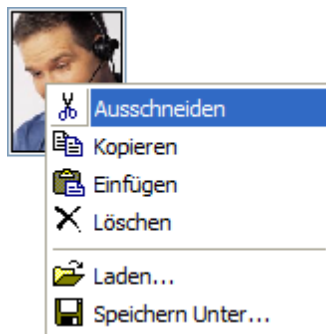 Ausschneiden
Kopieren
Einfügen
Löschen
Laden...
Speichern Unter...